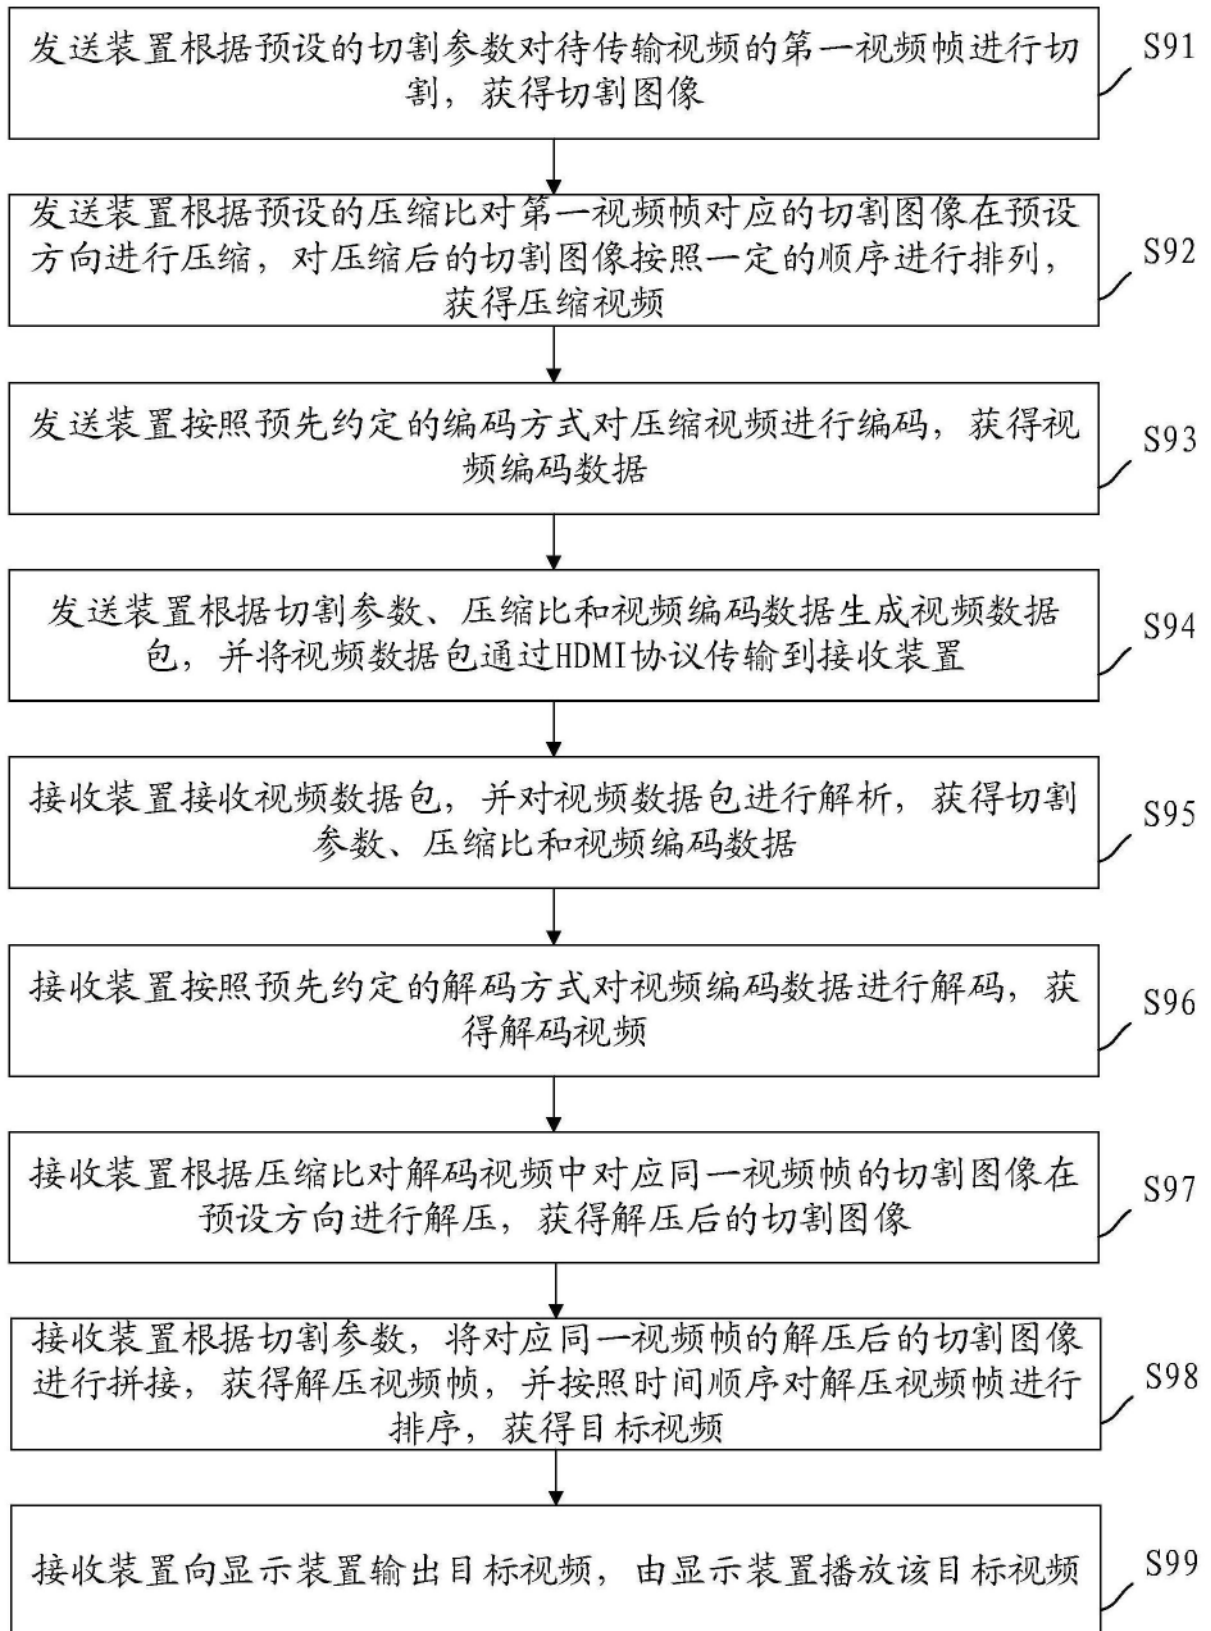 发送装置根据预设的切割参数对待传输视频的第一视频帧进行切
割，获得切割图像
S91
发送装置根据预设的压缩比对第一视频帧对应的切割图像在预设
方向进行压缩，对压缩后的切割图像按照一定的顺序进行排列，
获得压缩视频
S92
发送装置按照预先约定的编码方式对压缩视频进行编码，获得视
频编码数据
S93
发送装置根据切割参数、压缩比和视频编码数据生成视频数据
包，并将视频数据包通过HDMI协议传输到接收装置
S94
接收装置接收视频数据包，并对视频数据包进行解析，获得切割
参数、压缩比和视频编码数据
S95
接收装置按照预先约定的解码方式对视频编码数据进行解码，获
得解码视频
S96
接收装置根据压缩比对解码视频中对应同一视频帧的切割图像在
预设方向进行解压，获得解压后的切割图像
S97
接收装置根据切割参数，将对应同一视频帧的解压后的切割图像
进行拼接，获得解压视频帧，并按照时间顺序对解压视频帧进行
排序，获得目标视频
S98
接收装置向显示装置输出目标视频，由显示装置播放该目标视频
S99